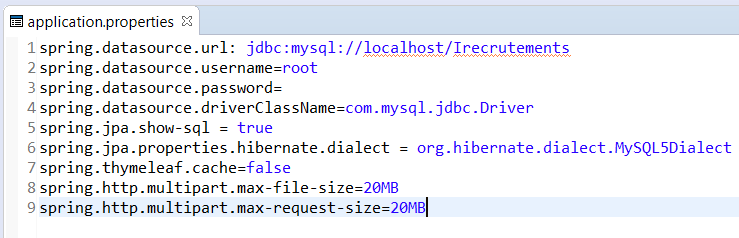 application.properties
1 spring.datasource.url: jdbc:mysql://localhost/Irecrutements
2 spring.datasource.username=root
3 spring.datasource.password=
4 spring.datasource.driverClassName=com.mysql.jdbc.Driver
5 spring.jpa.show-sql = true
6 spring.jpa.properties.hibernate.dialect = org.hibernate.dialect.MySQL5Dialect
7 spring.thymeleaf.cache=false
8 spring.http.multipart.max-file-size=20MB
9 spring.http.multipart.max-request-size=20MB